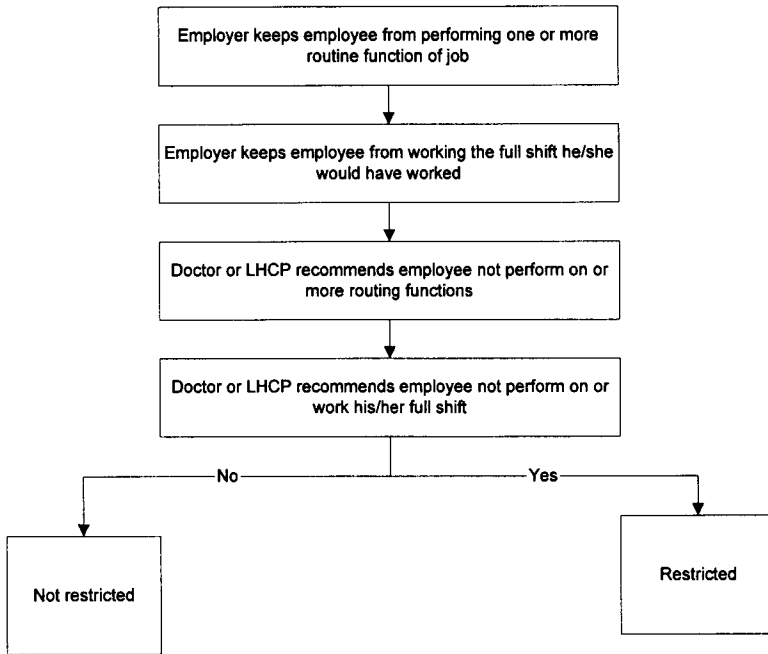 Employer keeps employee from performing one or more
routine function of job
Employer keeps employee from working the full shift he/she
would have worked
Doctor or LHCP recommends employee not perform on or
more routing functions
Doctor or LHCP recommends employee not perform on or
work his/her full shift
No
Yes
Not restricted
Restricted